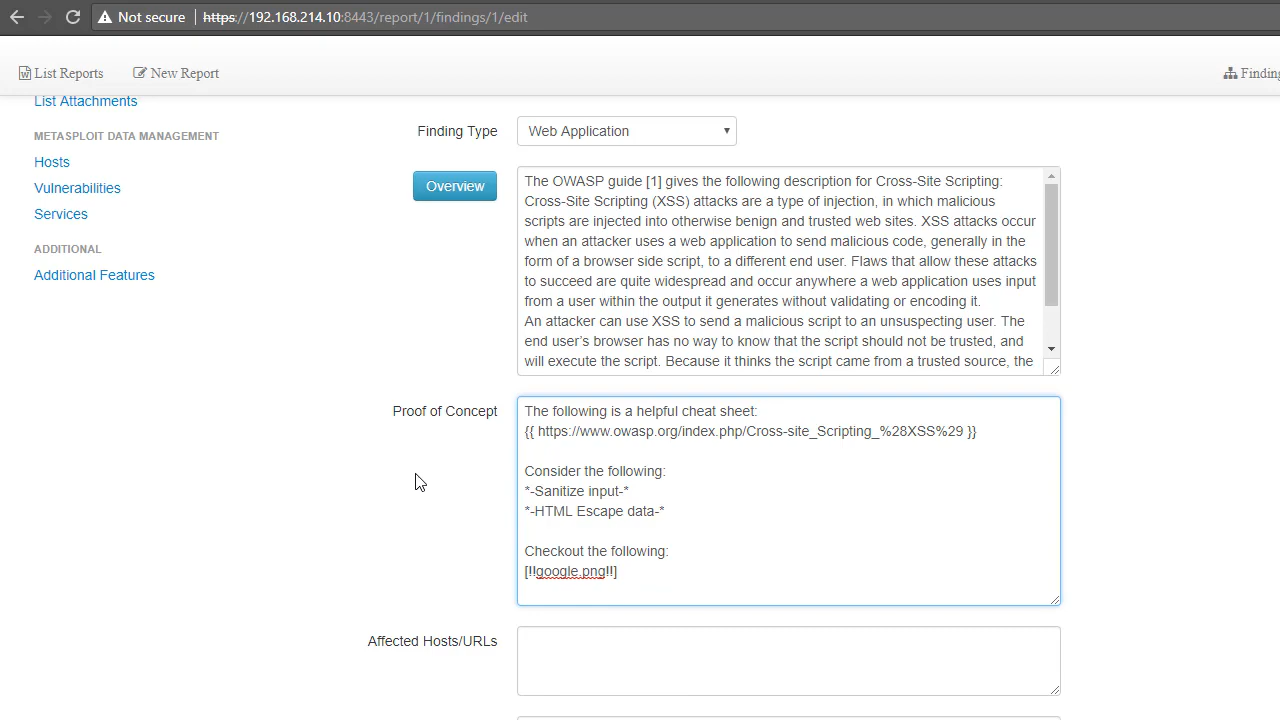 Not secure https://192.168.214.10:8443/report/1/findings/1/edit
List Reports New Report
List Attachments
METASPLOIT DATA MANAGEMENT
Hosts
Vulnerabilities
Services
ADDITIONAL
Additional Features
Finding Type Web Application
Overview
The OWASP guide [1] gives the following description for Cross-Site Scripting:
Cross-Site Scripting (XSS) attacks are a type of injection, in which malicious
scripts are injected into otherwise benign and trusted web sites. XSS attacks occur
when an attacker uses a web application to send malicious code, generally in the
form of a browser side script, to a different end user. Flaws that allow these attacks
to succeed are quite widespread and occur anywhere a web application uses input
from a user within the output it generates without validating or encoding it.
An attacker can use XSS to send a malicious script to an unsuspecting user. The
end user’s browser has no way to know that the script should not be trusted, and
will execute the script. Because it thinks the script came from a trusted source, the
Proof of Concept
The following is a helpful cheat sheet:
{{ https://www.owasp.org/index.php/Cross-site_Scripting_%28XSS%29 }}
Consider the following:
*-Sanitize input-*
*-HTML Escape data-*
Checkout the following:
[!!google.png!!]
Affected Hosts/URLs